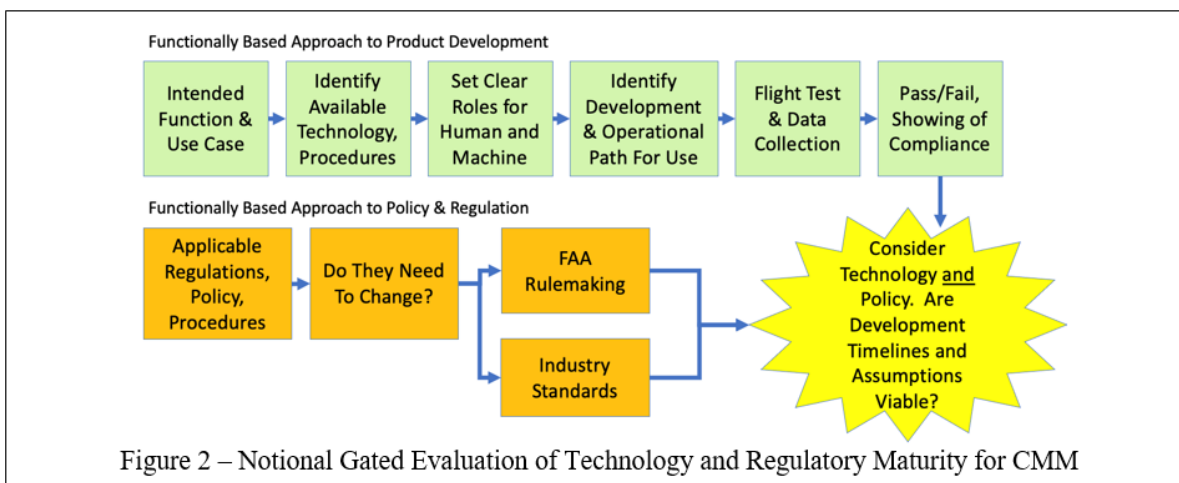 Functionally Based Approach to Product Development
Intended
Function &
Use Case
Identify
Available
Technology,
Procedures
Set Clear
Roles for
Human and
Machine
Identify
Development
& Operational
Path For Use
Flight Test
& Data
Collection
Pass/Fail,
Showing of
Compliance
Functionally Based Approach to Policy & Regulation
Applicable
Regulations,
Policy,
Procedures
Do They Need
To Change?
FAA
Rulemaking
Industry
Standards
Consider
Technology and
Policy. Are
Development
Timelines and
Assumptions
Viable?
Figure 2 – Notional Gated Evaluation of Technology and Regulatory Maturity for CMM